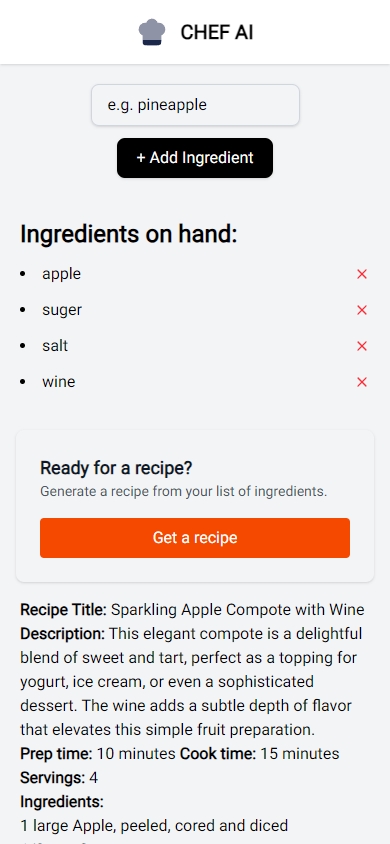 CHEF AI
e.g. pineapple
+ Add Ingredient
Ingredients on hand:
• apple ×
• suger ×
• salt ×
• wine ×
Ready for a recipe?
Generate a recipe from your list of ingredients.
Get a recipe
Recipe Title: Sparkling Apple Compote with Wine
Description: This elegant compote is a delightful
blend of sweet and tart, perfect as a topping for
yogurt, ice cream, or even a sophisticated
dessert. The wine adds a subtle depth of flavor
that elevates this simple fruit preparation.
Prep time: 10 minutes Cook time: 15 minutes
Servings: 4
Ingredients:
1 large Apple, peeled, cored and diced